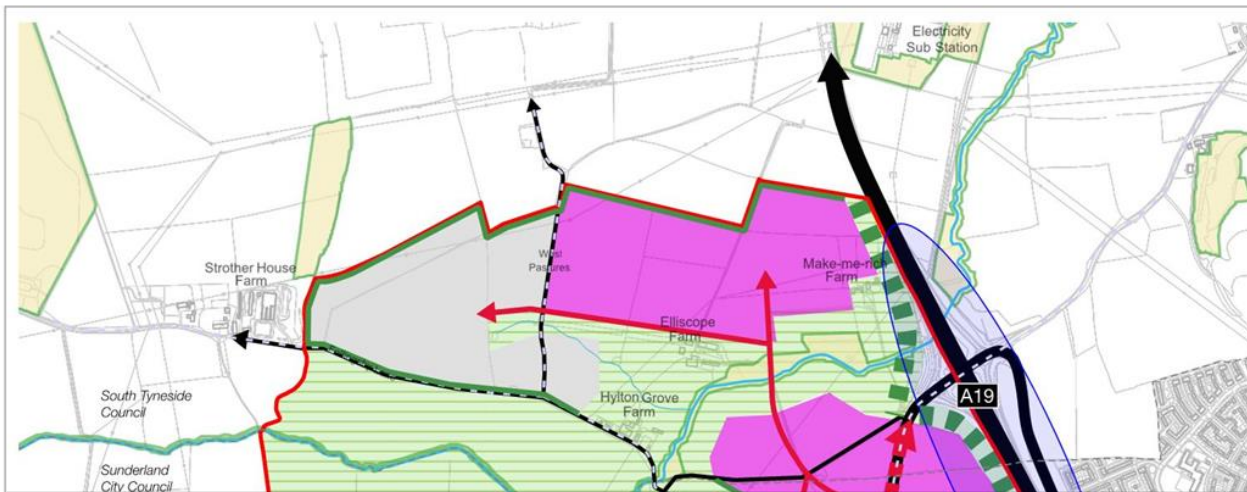 Electricity
Sub Station
West
Pastures
Strother House
Farm
Make-me-rich
Farm
Elliscope
Farm
A19
South Tyneside
Council
Hylton Grove
Farm
Sunderland
City Council